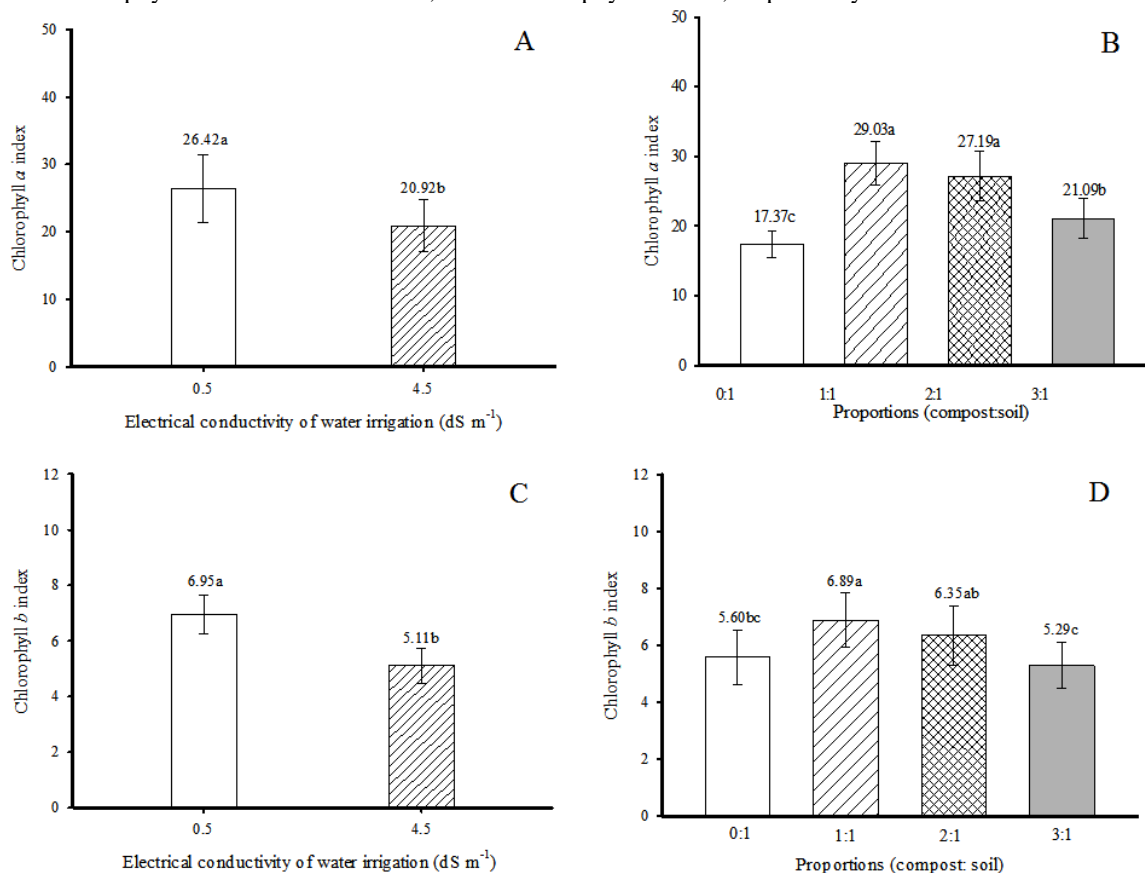 A
50
40
30
20
10
0
Chlorophyll a index
26.42a
20.92b
0.5
4.5
Electrical conductivity of water irrigation (dS m⁻¹)
B
50
40
30
20
10
0
Chlorophyll a index
17.37c
29.03a
27.19a
21.09b
0:1
1:1
2:1
3:1
Proportions (compost:soil)
C
12
10
8
6
4
2
0
Chlorophyll b index
6.95a
5.11b
0.5
4.5
Electrical conductivity of water irrigation (dS m⁻¹)
D
12
10
8
6
4
2
0
Chlorophyll b index
5.60bc
6.89a
6.35ab
5.29c
0:1
1:1
2:1
3:1
Proportions (compost: soil)